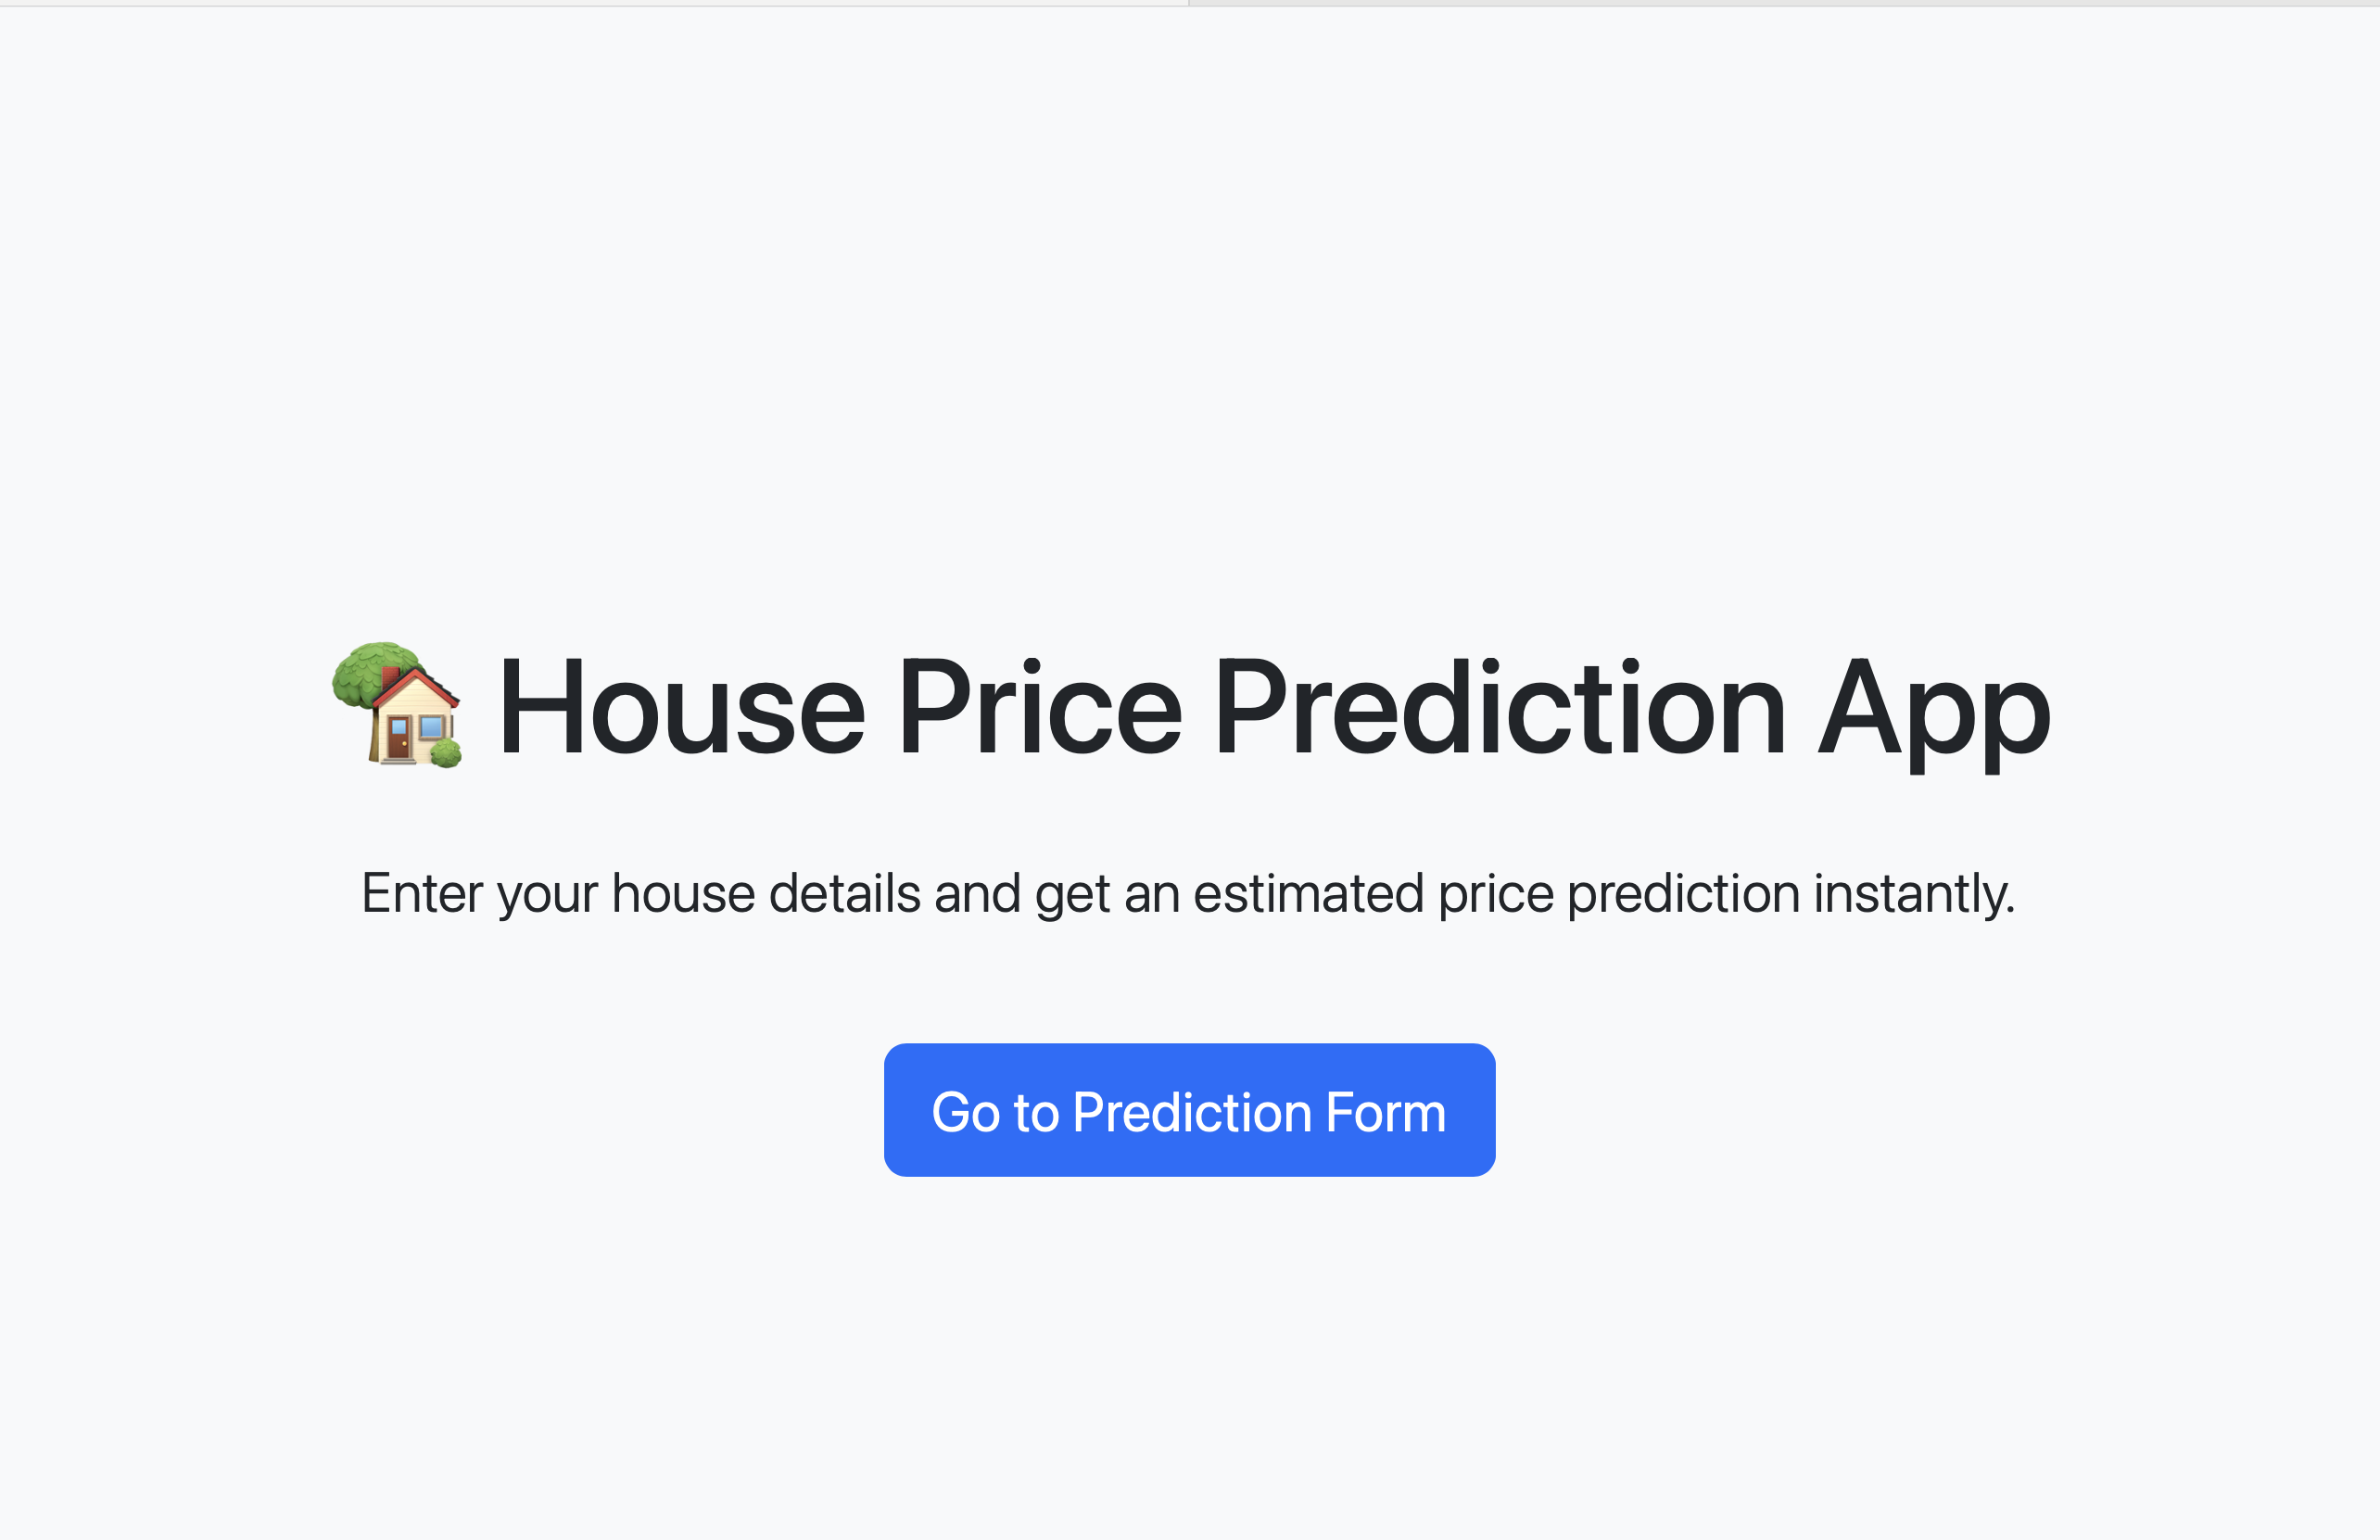 🏡 House Price Prediction App
Enter your house details and get an estimated price prediction instantly.
Go to Prediction Form